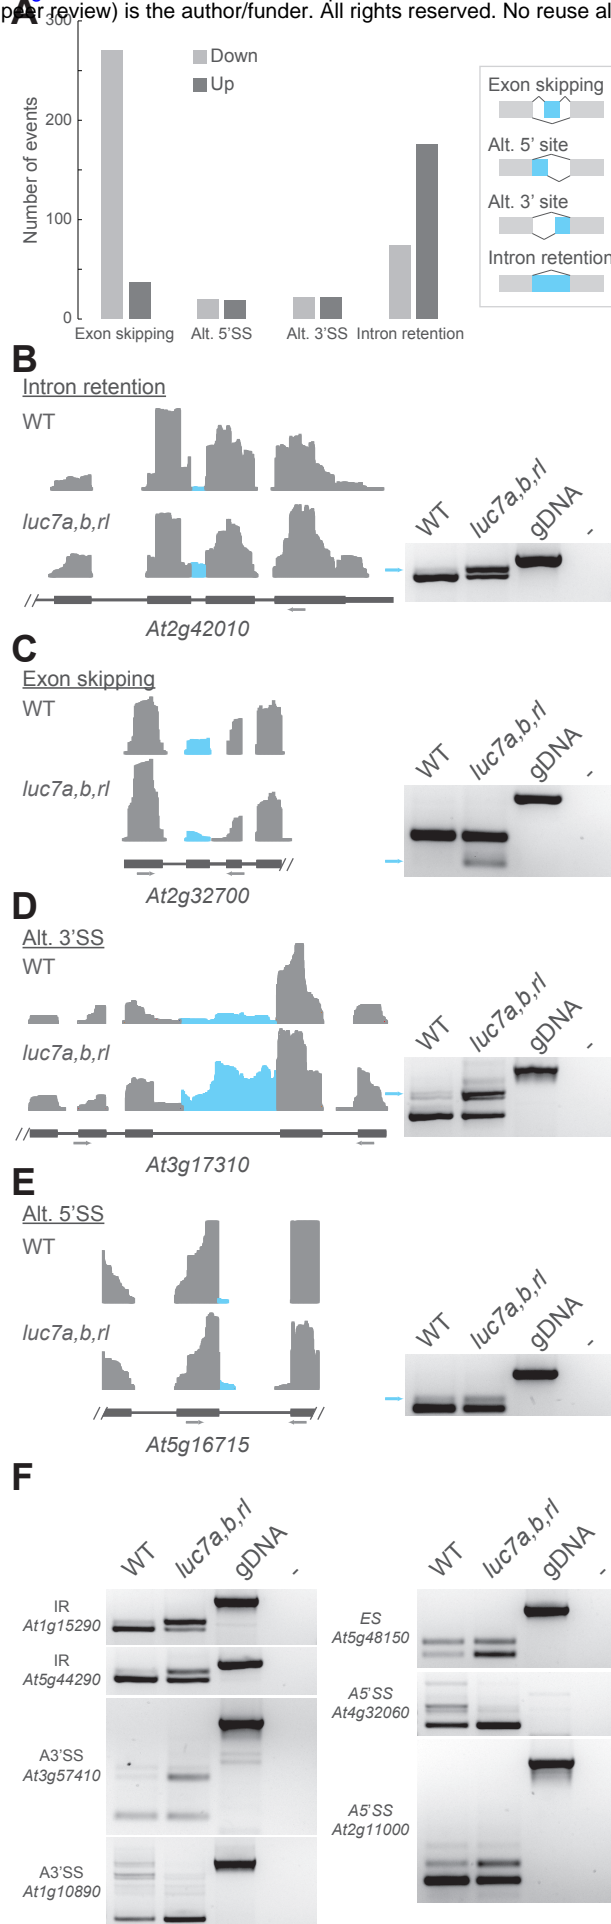 peer review) is the author/funder. All rights reserved. No reuse al
A
300
200
100
0
Number of events
Down
Up
Exon skipping
Alt. 5'SS
Alt. 3'SS
Intron retention
Exon skipping
Alt. 5' site
Alt. 3' site
Intron retention
B
Intron retention
WT
luc7a,b,rl
//
At2g42010
WT
luc7a,b,rl
gDNA
-
C
Exon skipping
WT
luc7a,b,rl
//
At2g32700
WT
luc7a,b,rl
gDNA
-
D
Alt. 3'SS
WT
luc7a,b,rl
//
At3g17310
WT
luc7a,b,rl
gDNA
-
E
Alt. 5'SS
WT
luc7a,b,rl
//
//
At5g16715
WT
luc7a,b,rl
gDNA
-
F
WT
luc7a,b,rl
gDNA
-
IR
At1g15290
IR
At5g44290
A3'SS
At3g57410
A3'SS
At1g10890
WT
luc7a,b,rl
gDNA
-
ES
At5g48150
A5'SS
At4g32060
A5'SS
At2g11000